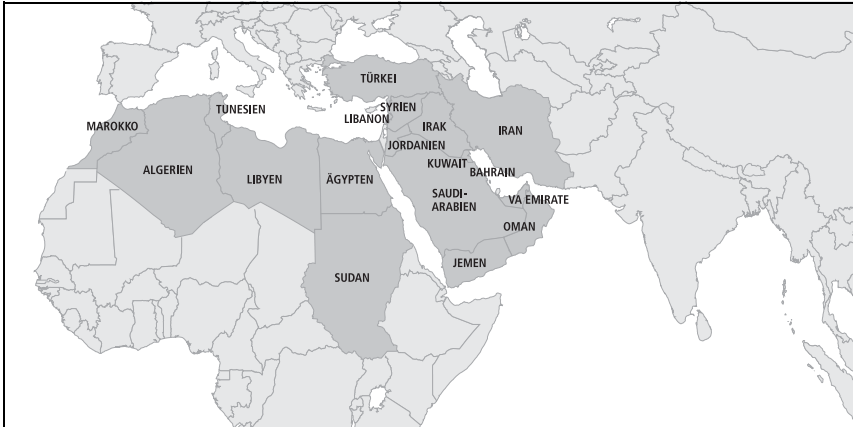 TÜRKEI
TUNESIEN
SYRIEN
LIBANON
MAROKKO
IRAK
IRAN
JORDANIEN
KUWAIT
ALGERIEN
BAHRAIN
LIBYEN
ÄGYPTEN
SAUDI-
ARABIEN
VA EMIRATE
OMAN
JEMEN
SUDAN